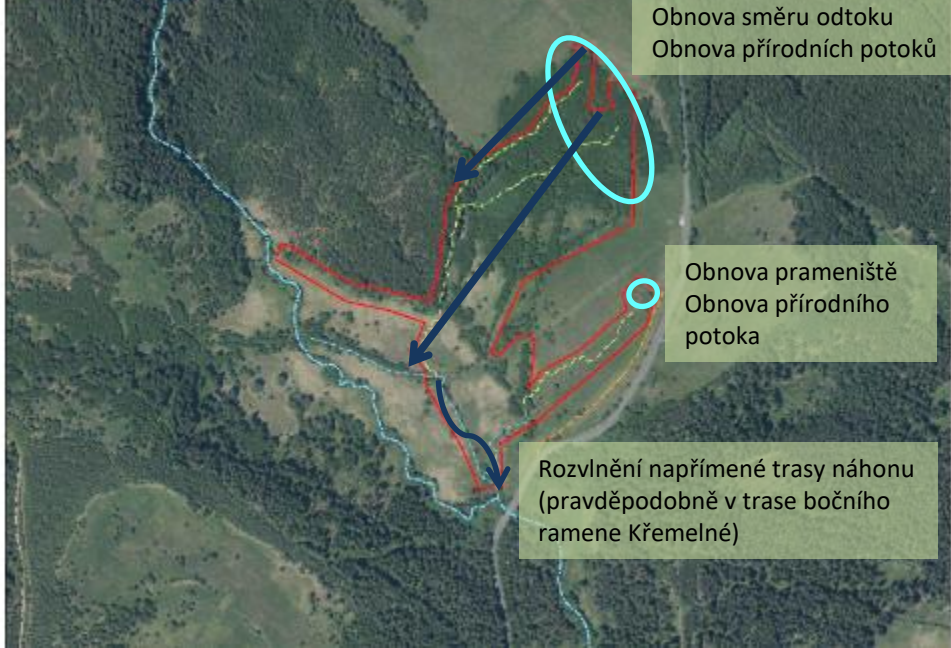 Obnova směru odtoku
Obnova přírodních potoků
Obnova prameniště
Obnova přírodního
potoka
Rozvlnění napřímené trasy náhonu
(pravděpodobně v trase bočního
ramene Křemelné)